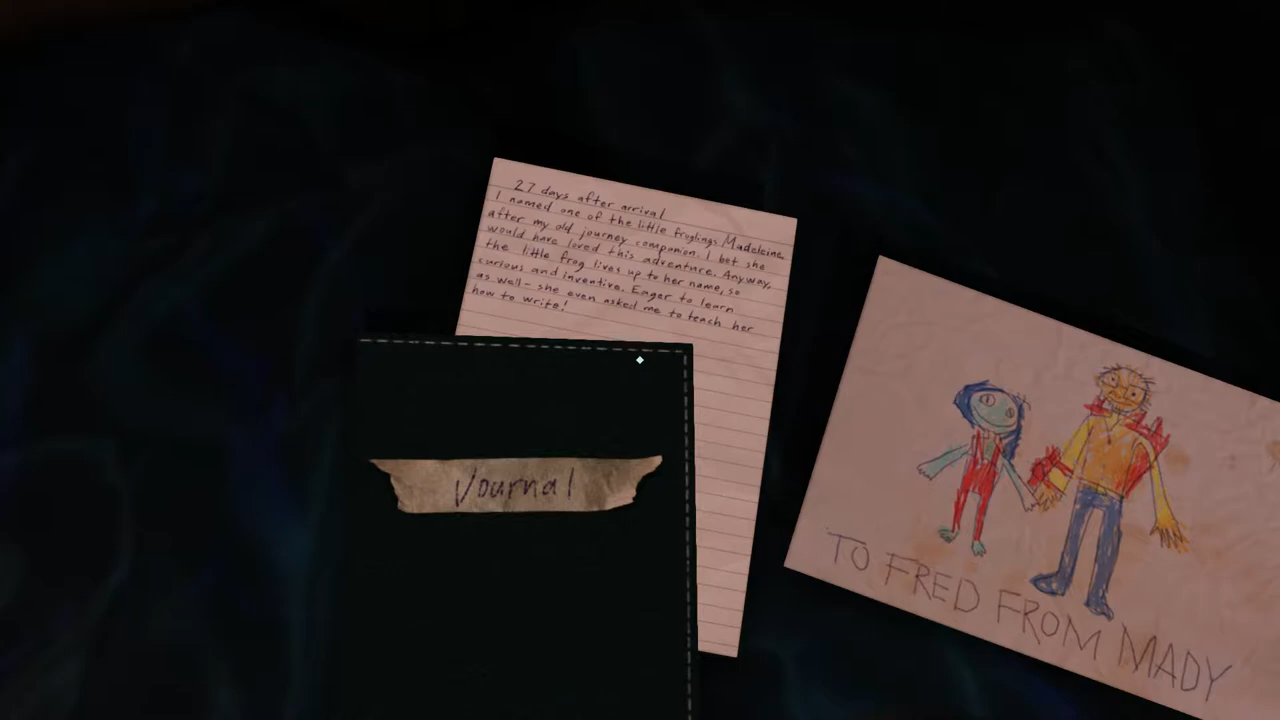 27 days after arrival
I named one of the little froglings Madeleine
after my old journey companion. I bet she
would have loved this adventure. Anyway,
the little frog lives up to her name, so
curious and inventive. Eager to learn
as well - she even asked me to teach her
how to write!
Journal
TO FRED FROM MADY